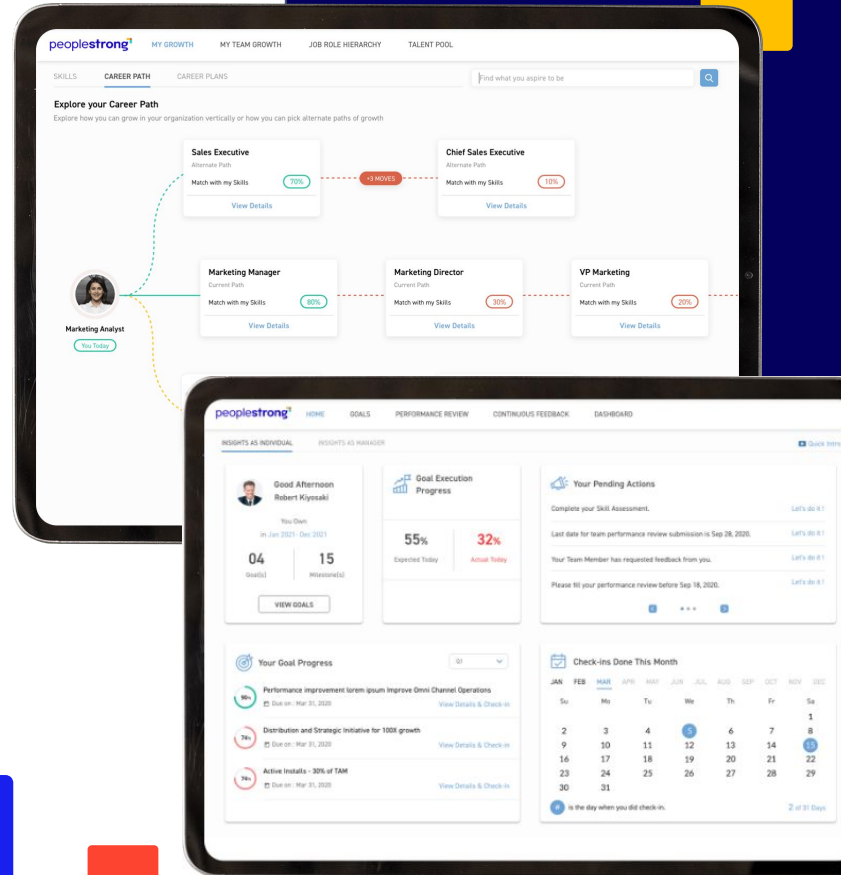 peoplestrong
MY GROWTH
MY TEAM GROWTH
JOB ROLE HIERARCHY
TALENT POOL
SKILLS
CAREER PATH
CAREER PLANS
Find what you aspire to be
Explore your Career Path
Explore how you can grow in your organization vertically or how you can pick alternate paths of growth
Sales Executive
Alternate Path
Match with my Skills
70%
View Details
+3 MOVES
Chief Sales Executive
Alternate Path
Match with my Skills
10%
View Details
Marketing Analyst
You Today
Marketing Manager
Current Path
Match with my Skills
80%
View Details
Marketing Director
Current Path
Match with my Skills
30%
View Details
VP Marketing
Current Path
Match with my Skills
20%
View Details
peoplestrong
HOME
GOALS
PERFORMANCE REVIEW
CONTINUOUS FEEDBACK
DASHBOARD
INSIGHTS AS INDIVIDUAL
INSIGHTS AS MANAGER
Quick
Good Afternoon
Robert Kiyosaki
You Own
in Jan 2021- Dec 2021
04
Goal(s)
15
Milestone(s)
VIEW GOALS
Goal Execution
Progress
55%
Expected Today
32%
Actual Today
Your Pending Actions
Complete your Skill Assessment.
Let's do it !
Last date for team performance review submission is Sep 28, 2020.
Let's do it !
Your Team Member has requested feedback from you.
Let's do it !
Please fill your performance review before Sep 18, 2020.
Let's do it !
Your Goal Progress
Q1
90%
Performance improvement lorem ipsum Improve Omni Channel Operations
Due on : Mar 31, 2020
View Details & Check-in
74%
Distribution and Strategic Initiative for 100X growth
Due on : Mar 31, 2020
View Details & Check-in
74%
Active Installs - 30% of TAM
Due on : Mar 31, 2020
View Details & Check-in
Check-ins Done This Month
JAN FEB MAR APR MAY JUN JUL AUG SEP OCT NOV DEC
Su Mo Tu We Th Fr Sa
1
2 3 4 5 6 7 8
9 10 11 12 13 14 15
16 17 18 19 20 21 22
23 24 25 26 27 28 29
30 31
# is the day when you did check-in.
2 of 31 Days